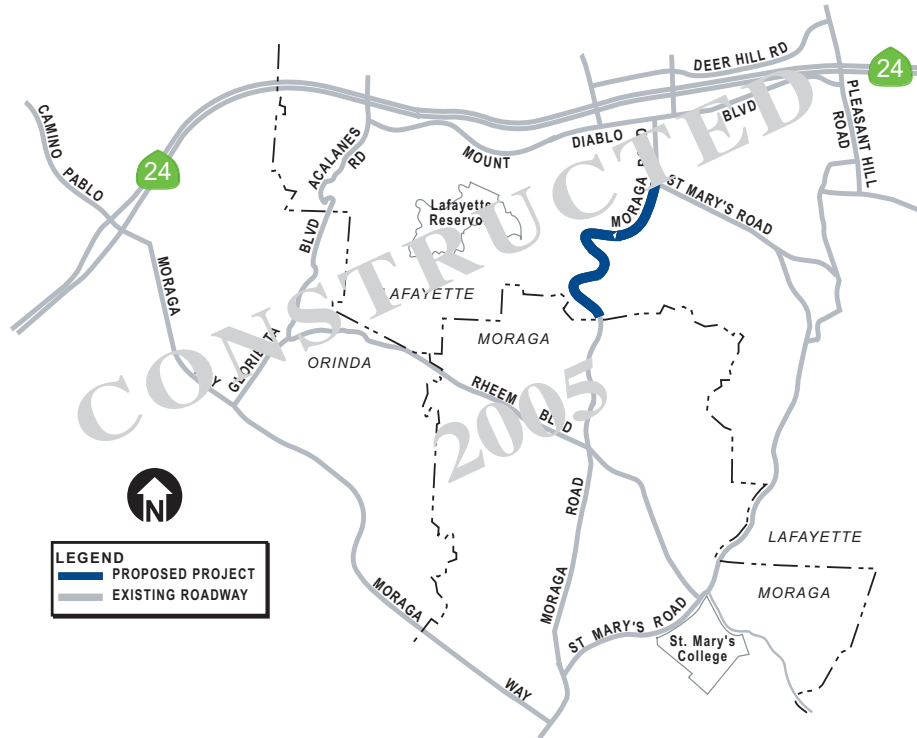 DEER HILL RD
24
BLVD
DIABLO
MOUNT
PLEASANT HILL
ROAD
CAMINO
PABLO
24
ACALANES
RD
BLVD
GLORIETTA
Lafayette
Reservoir
MORAGA ROAD
ST MARY'S ROAD
MORAGA
WAY
LAFAYETTE
MORAGA
ORINDA
RHEEM BLVD
CONSTRUCTED
2005
N
LEGEND
PROPOSED PROJECT
EXISTING ROADWAY
MORAGA
WAY
MORAGA
ROAD
ST MARY'S ROAD
St. Mary's
College
LAFAYETTE
MORAGA